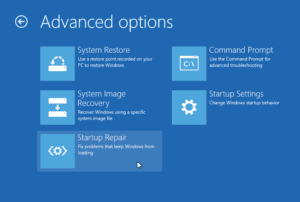 Advanced options
System Restore
Use a restore point recorded on your
PC to restore Windows
Command Prompt
Use the Command Prompt for
advanced troubleshooting
C:\
System Image
Recovery
Recover Windows using a specific
system image file
Startup Settings
Change Windows startup behavior
Startup Repair
Fix problems that keep Windows from
loading